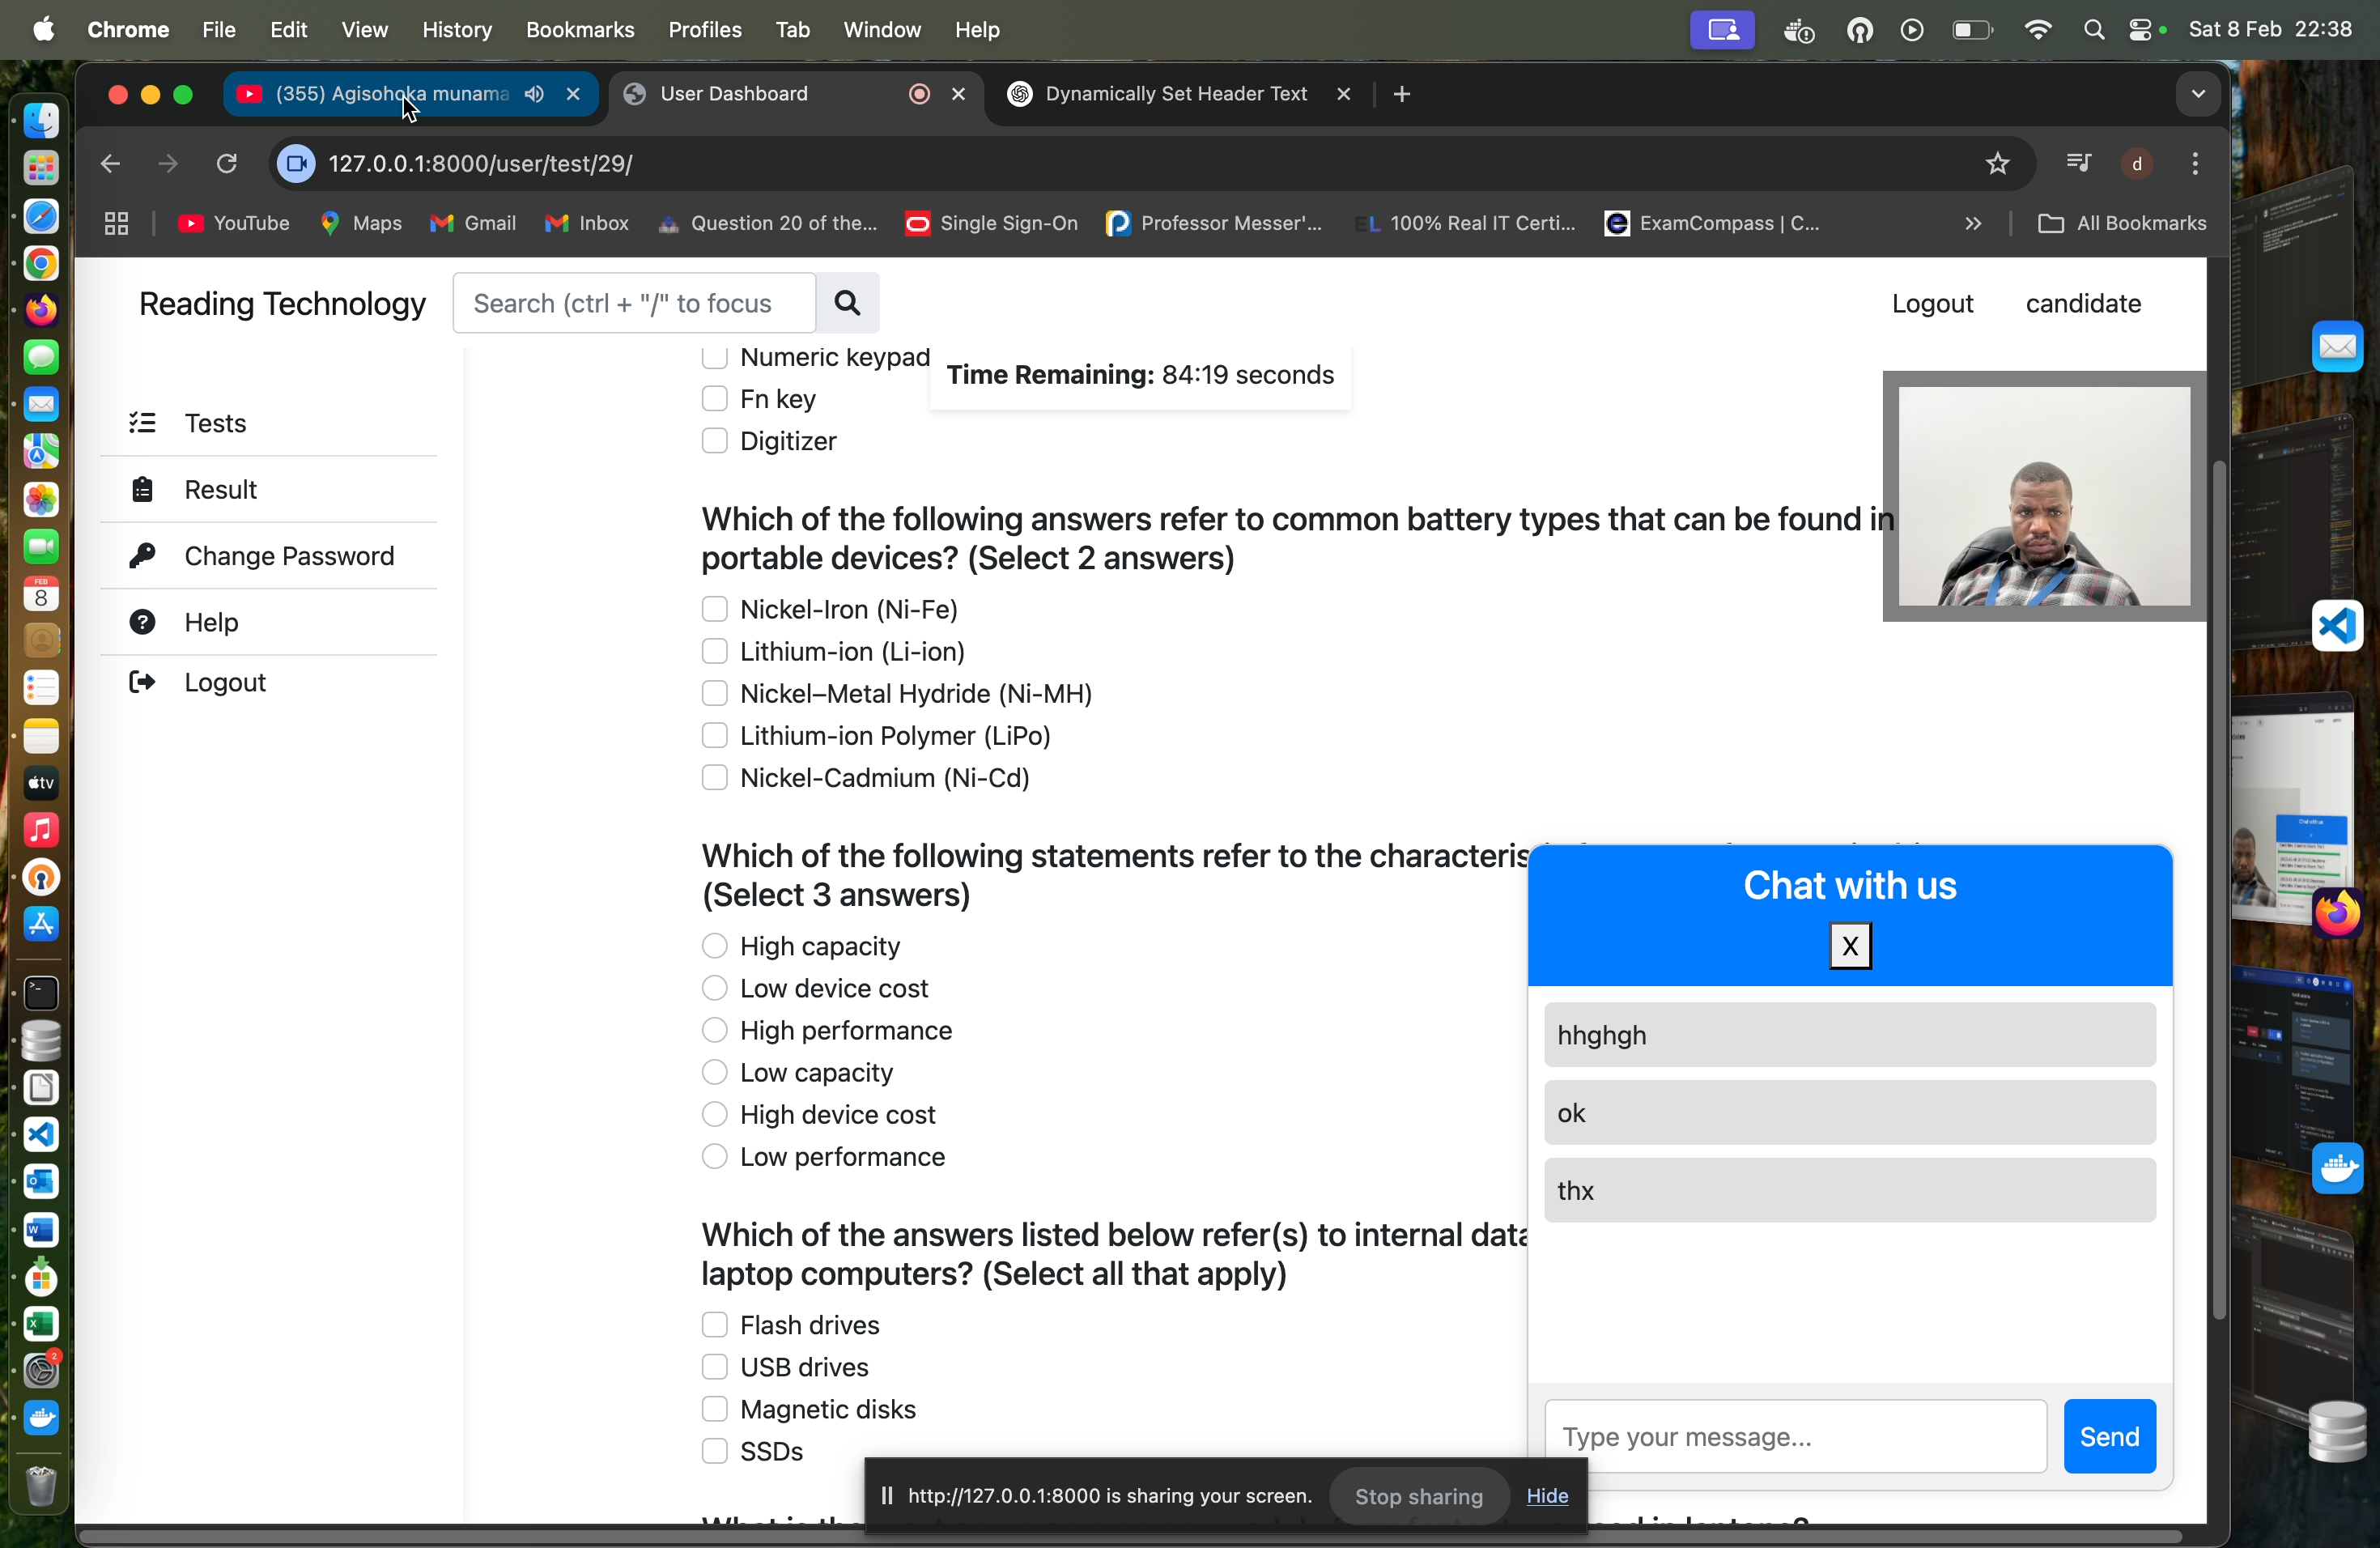 Chrome File Edit View History Bookmarks Profiles Tab Window Help Sat 8 Feb 22:38
(355) Agisohoka munama User Dashboard Dynamically Set Header Text
127.0.0.1:8000/user/test/29/ d
YouTube Maps Gmail Inbox Question 20 of the... Single Sign-On Professor Messer'... EL 100% Real IT Certi... ExamCompass | C... » All Bookmarks
Reading Technology Search (ctrl + "/" to focus Logout candidate
Tests
Result
Change Password
Help
Logout
Numeric keypad
Time Remaining: 84:19 seconds
Fn key
Digitizer
Which of the following answers refer to common battery types that can be found in
portable devices? (Select 2 answers)
Nickel-Iron (Ni-Fe)
Lithium-ion (Li-ion)
Nickel–Metal Hydride (Ni-MH)
Lithium-ion Polymer (LiPo)
Nickel-Cadmium (Ni-Cd)
Which of the following statements refer to the characteris
(Select 3 answers)
High capacity
Low device cost
High performance
Low capacity
High device cost
Low performance
Which of the answers listed below refer(s) to internal data
laptop computers? (Select all that apply)
Flash drives
USB drives
Magnetic disks
SSDs
Chat with us
X
hhghgh
ok
thx
Type your message... Send
http://127.0.0.1:8000 is sharing your screen. Stop sharing Hide
FEB
8
tv
2